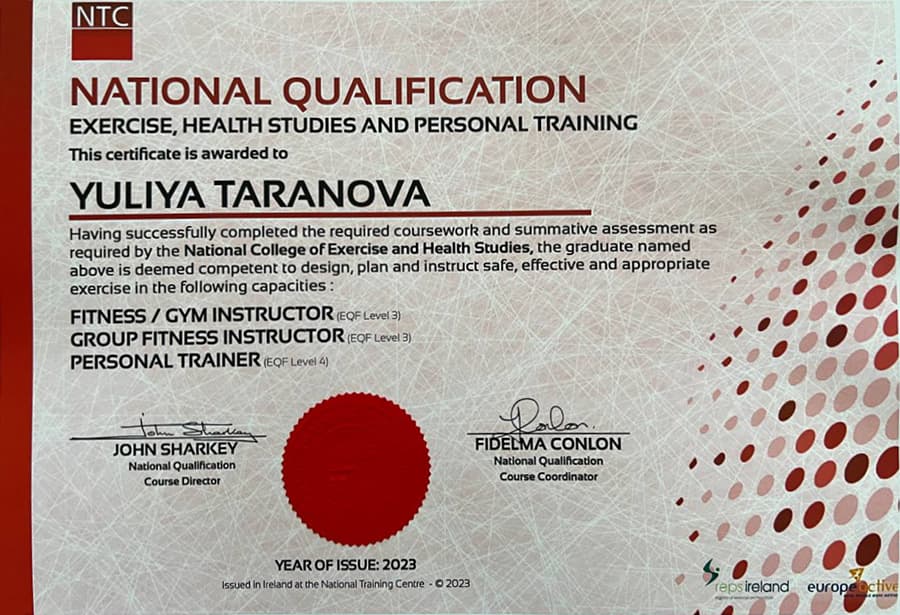 NTC
NATIONAL QUALIFICATION
EXERCISE, HEALTH STUDIES AND PERSONAL TRAINING
This certificate is awarded to
YULIYA TARANOVA
Having successfully completed the required coursework and summative assessment as
required by the National College of Exercise and Health Studies, the graduate named
above is deemed competent to design, plan and instruct safe, effective and appropriate
exercise in the following capacities :
FITNESS / GYM INSTRUCTOR (EQF Level 3)
GROUP FITNESS INSTRUCTOR (EQF Level 3)
PERSONAL TRAINER (EQF Level 4)
John Sharkey
JOHN SHARKEY
National Qualification
Course Director
Conlon
FIDELMA CONLON
National Qualification
Course Coordinator
YEAR OF ISSUE: 2023
Issued in Ireland at the National Training Centre - © 2023
repsireland
europeactive